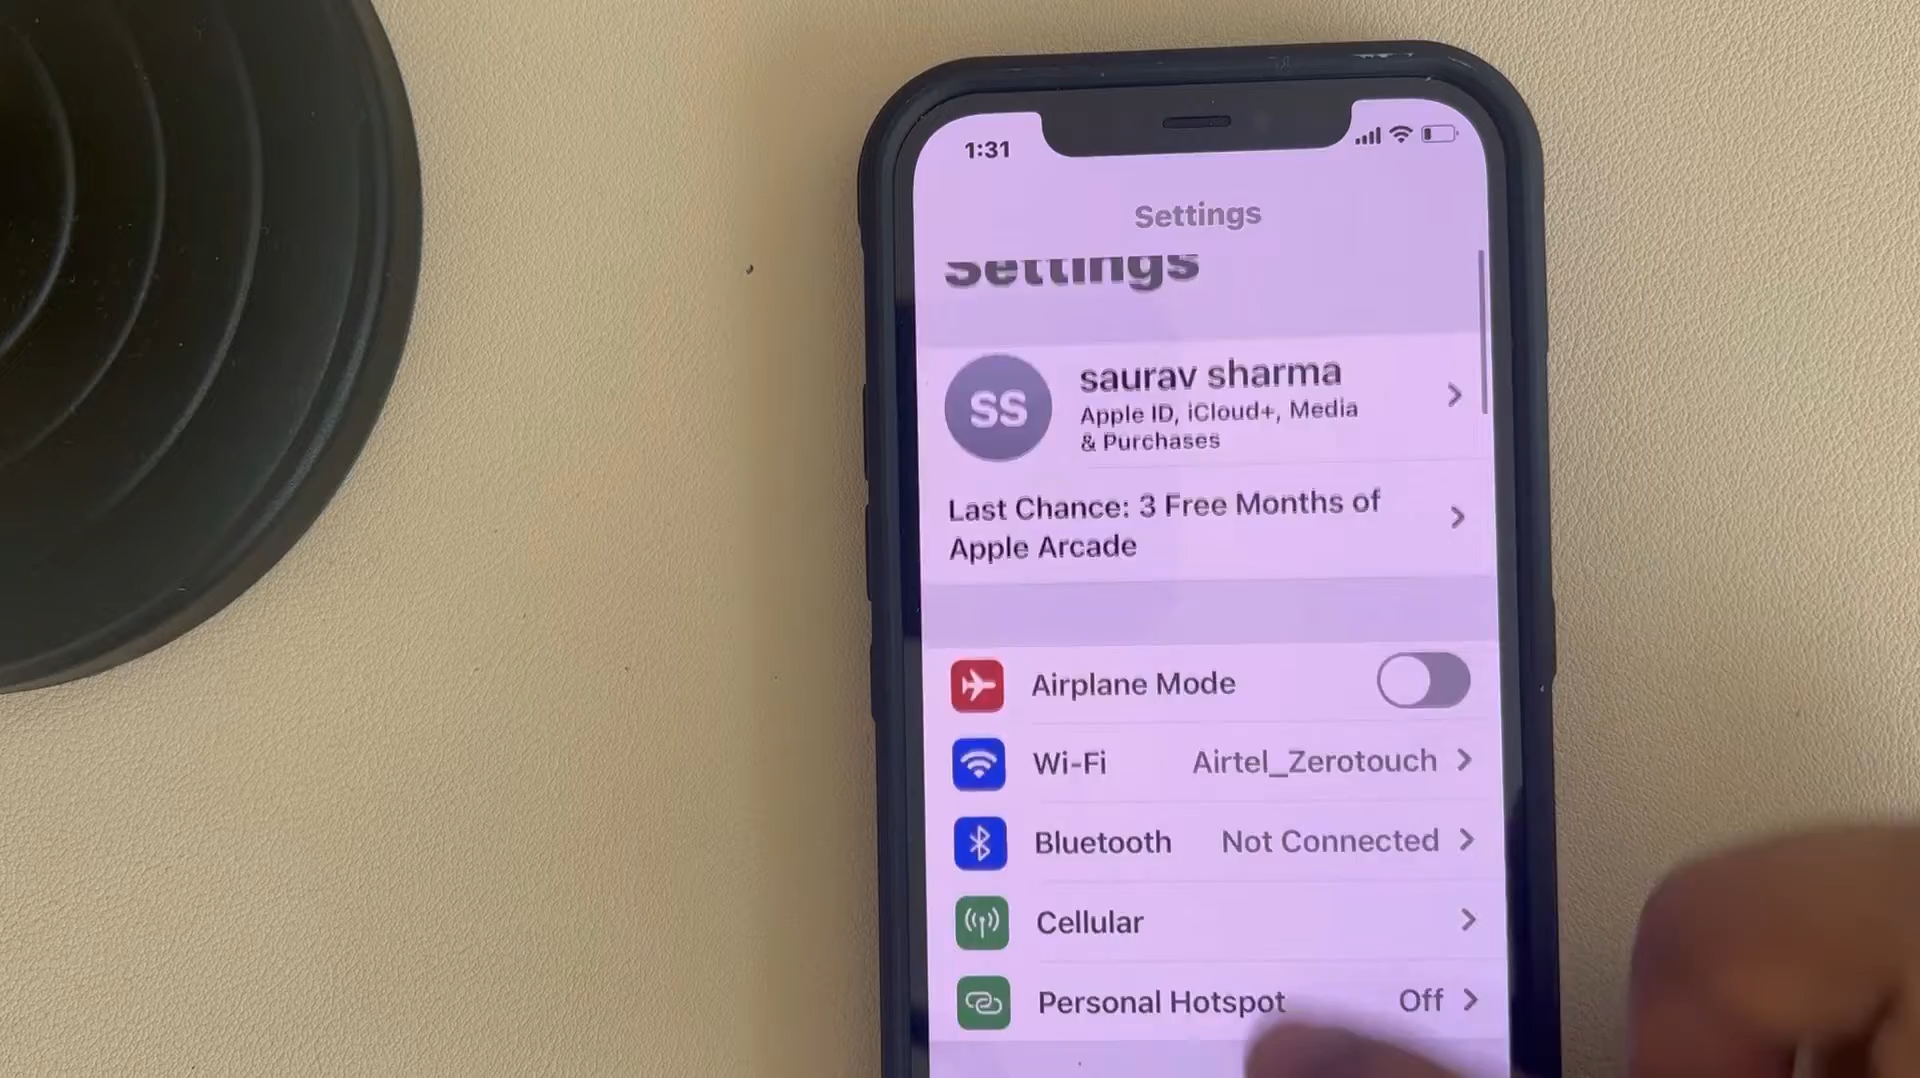 1:31
Settings
Settings
SS
saurav sharma
Apple ID, iCloud+, Media
& Purchases
Last Chance: 3 Free Months of
Apple Arcade
Airplane Mode
Wi-Fi Airtel_Zerotouch
Bluetooth Not Connected
Cellular
Personal Hotspot Off